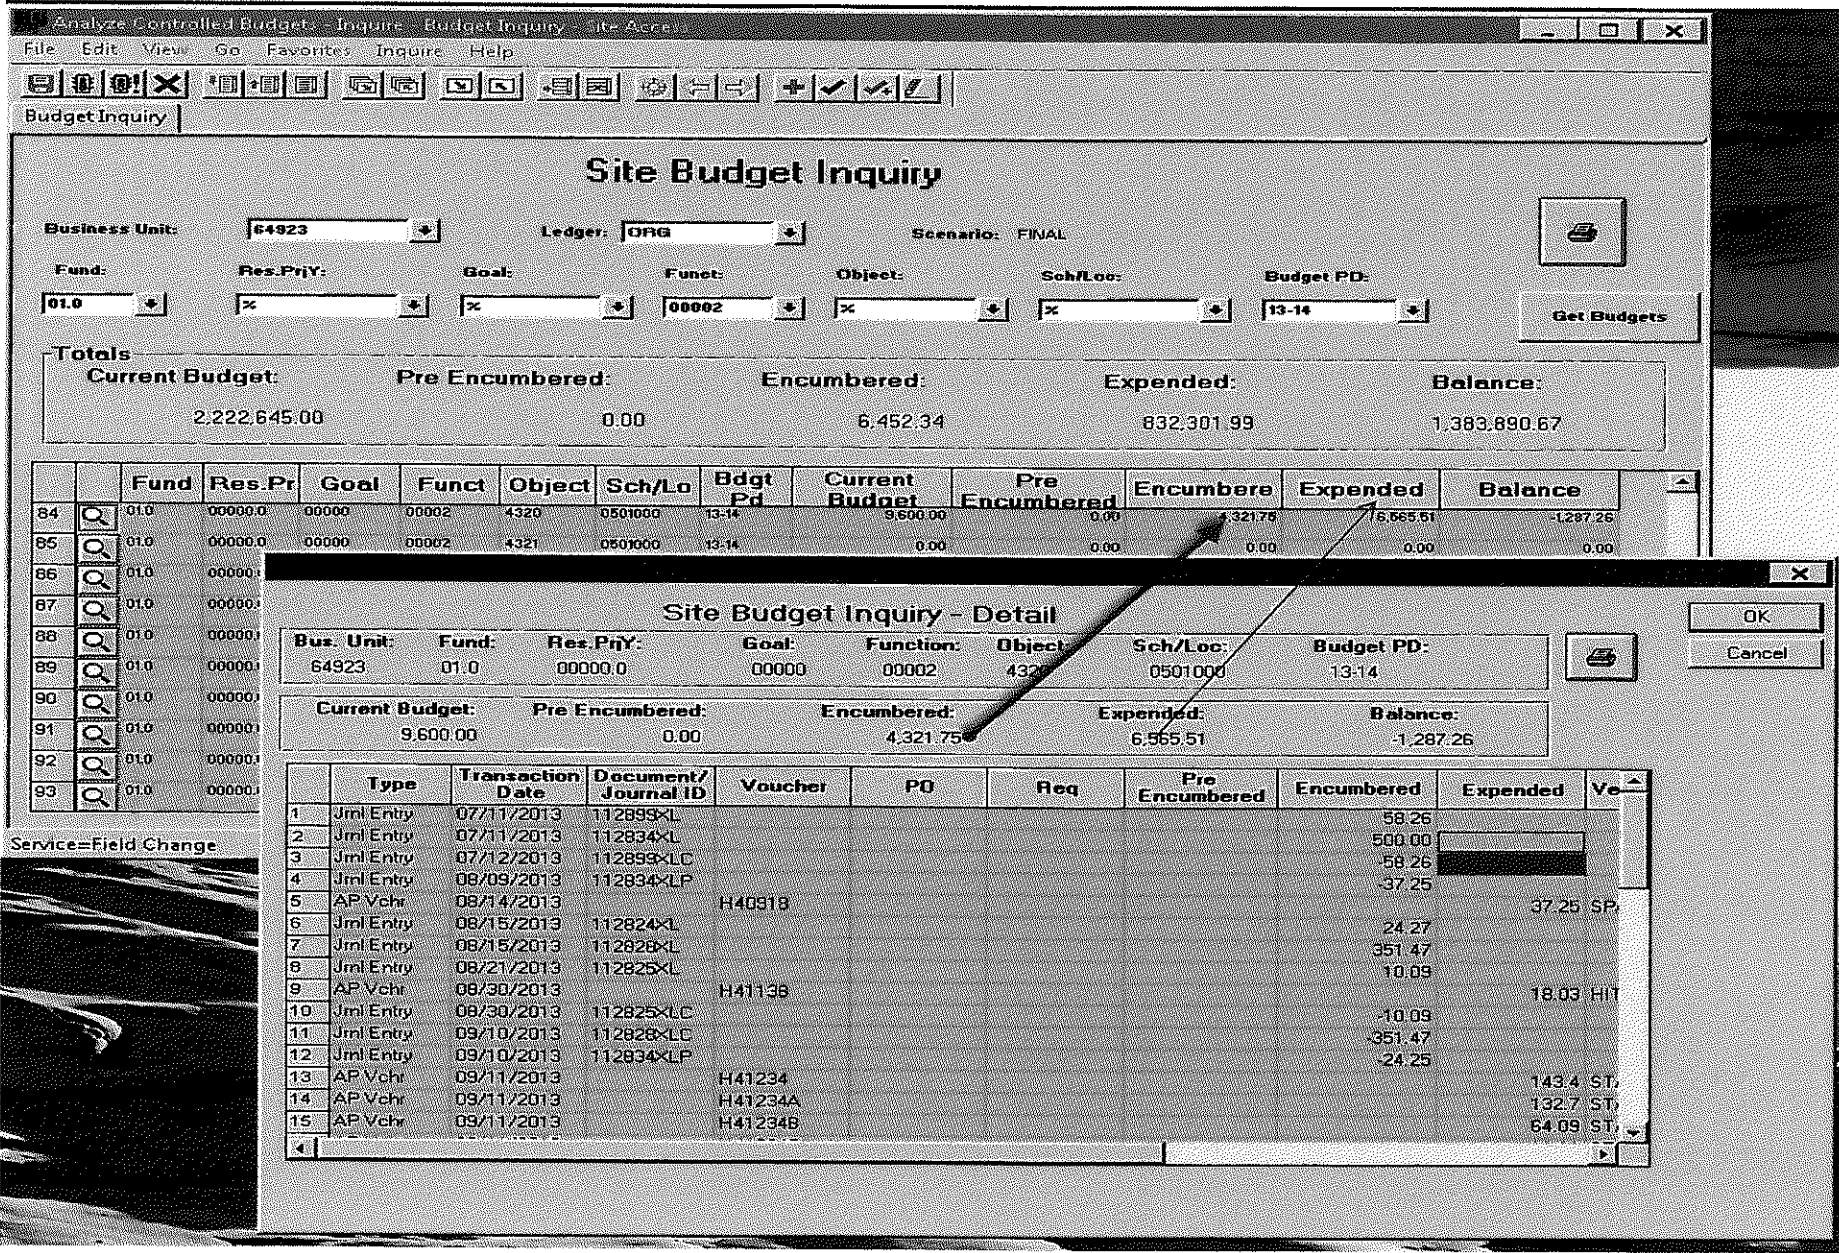 Analyze Controlled Budgets - Inquire - Budget Inquiry - Site Access
File Edit View Go Favorites Inquire Help
Budget Inquiry
Site Budget Inquiry
Business Unit: 64923 Ledger: ORG Scenario: FINAL
Fund: Res.PrjY: Goal: Funct: Object: Sch/Loc: Budget PD:
01.0 % % 00002 % % 13-14 Get Budgets
Totals
Current Budget: Pre Encumbered: Encumbered: Expended: Balance:
2,222,645.00 0.00 6,452.34 832,301.99 1,383,890.67
Fund Res.Pr Goal Funct Object Sch/Lo Bdgt Pd Current Budget Pre Encumbered Encumbere Expended Balance
84 01.0 00000.0 00000 00002 4320 0501000 13-14 9,600.00 0.00 4,321.75 6,565.51 -1,287.26
85 01.0 00000.0 00000 00002 4321 0501000 13-14 0.00 0.00 0.00 0.00 0.00
86 01.0 00000.
87 01.0 00000.
88 01.0 00000.
89 01.0 00000.
90 01.0 00000.
91 01.0 00000.
92 01.0 00000.
93 01.0 00000.
Service=Field Change
Site Budget Inquiry - Detail
OK
Cancel
Bus. Unit: Fund: Res.PrjY: Goal: Function: Object: Sch/Loc: Budget PD:
64923 01.0 00000.0 00000 00002 4320 0501000 13-14
Current Budget: Pre Encumbered: Encumbered: Expended: Balance:
9,600.00 0.00 4,321.75 6,565.51 -1,287.26
Type Transaction Date Document/ Journal ID Voucher PO Req Pre Encumbered Encumbered Expended Ve
1 Jrnl Entry 07/11/2013 112899XL 58.26
2 Jrnl Entry 07/11/2013 112834XL 500.00
3 Jrnl Entry 07/12/2013 112899XLC -58.26
4 Jrnl Entry 08/09/2013 112834XLP -37.25
5 AP Vchr 08/14/2013 H40918 37.25 SP
6 Jrnl Entry 08/15/2013 112824XL 24.27
7 Jrnl Entry 08/15/2013 112828XL 351.47
8 Jrnl Entry 08/21/2013 112825XL 10.09
9 AP Vchr 08/30/2013 H41138 18.03 HIT
10 Jrnl Entry 08/30/2013 112825XLC -10.09
11 Jrnl Entry 09/10/2013 112828XLC -351.47
12 Jrnl Entry 09/10/2013 112834XLP -24.25
13 AP Vchr 09/11/2013 H41234 143.4 ST
14 AP Vchr 09/11/2013 H41234A 132.7 ST
15 AP Vchr 09/11/2013 H41234B 64.09 ST